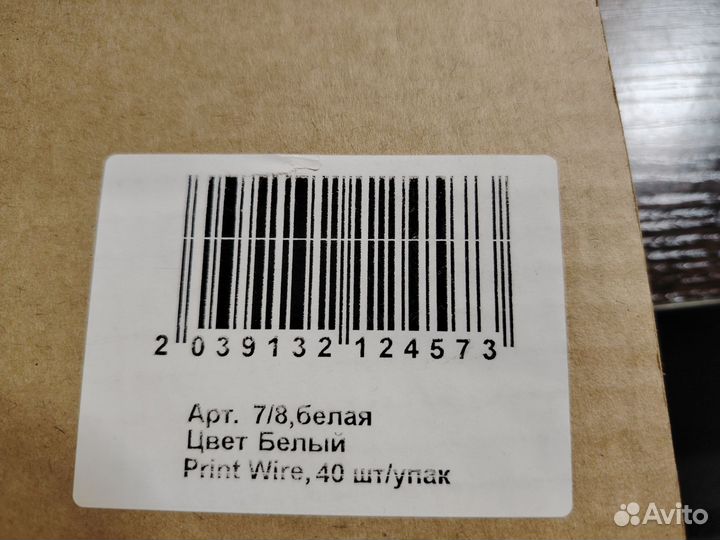 2 039132 124573
Арт. 7/8,белая
Цвет Белый
Print Wire, 40 шт/упак
Avito